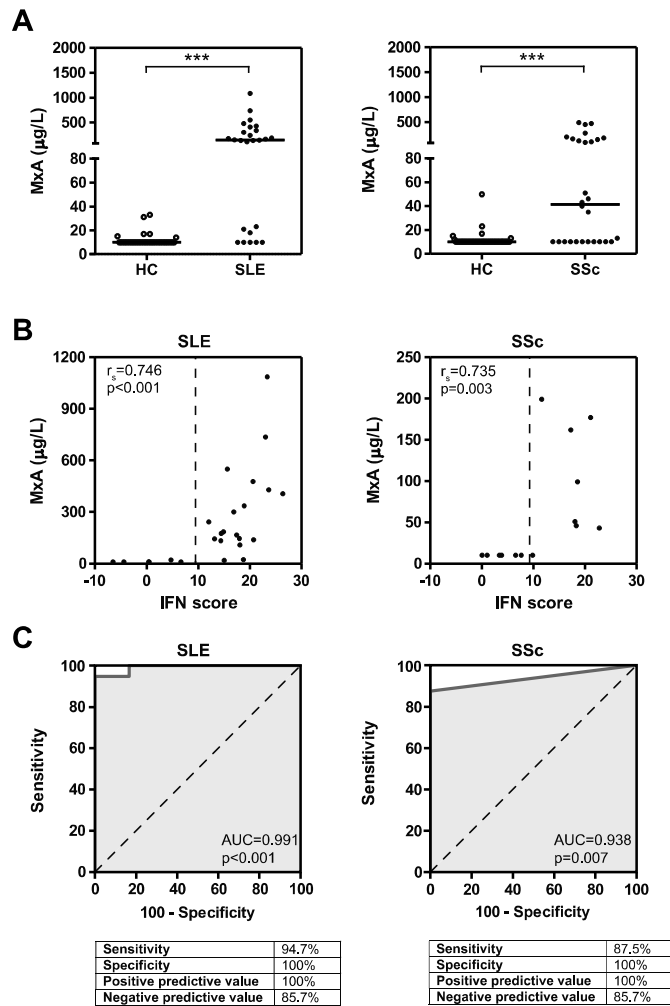 A
*** ***
2000 2000
1500 1500
1000 1000
500 500
80 80
60 60
40 40
20 20
0 0
MxA (µg/L) MxA (µg/L)
HC SLE HC SSc
B
SLE SSc
rs=0.746 rs=0.735
p<0.001 p=0.003
1200 250
900 200
600 150
300 100
0 50
0
MxA (µg/L) MxA (µg/L)
-10 0 10 20 30 -10 0 10 20 30
IFN score IFN score
C
SLE SSc
100 100
80 80
60 60
40 40
20 20
0 0
Sensitivity Sensitivity
AUC=0.991 AUC=0.938
p<0.001 p=0.007
0 20 40 60 80 100 0 20 40 60 80 100
100 - Specificity 100 - Specificity
Sensitivity 94.7% Sensitivity 87.5%
Specificity 100% Specificity 100%
Positive predictive value 100% Positive predictive value 100%
Negative predictive value 85.7% Negative predictive value 85.7%